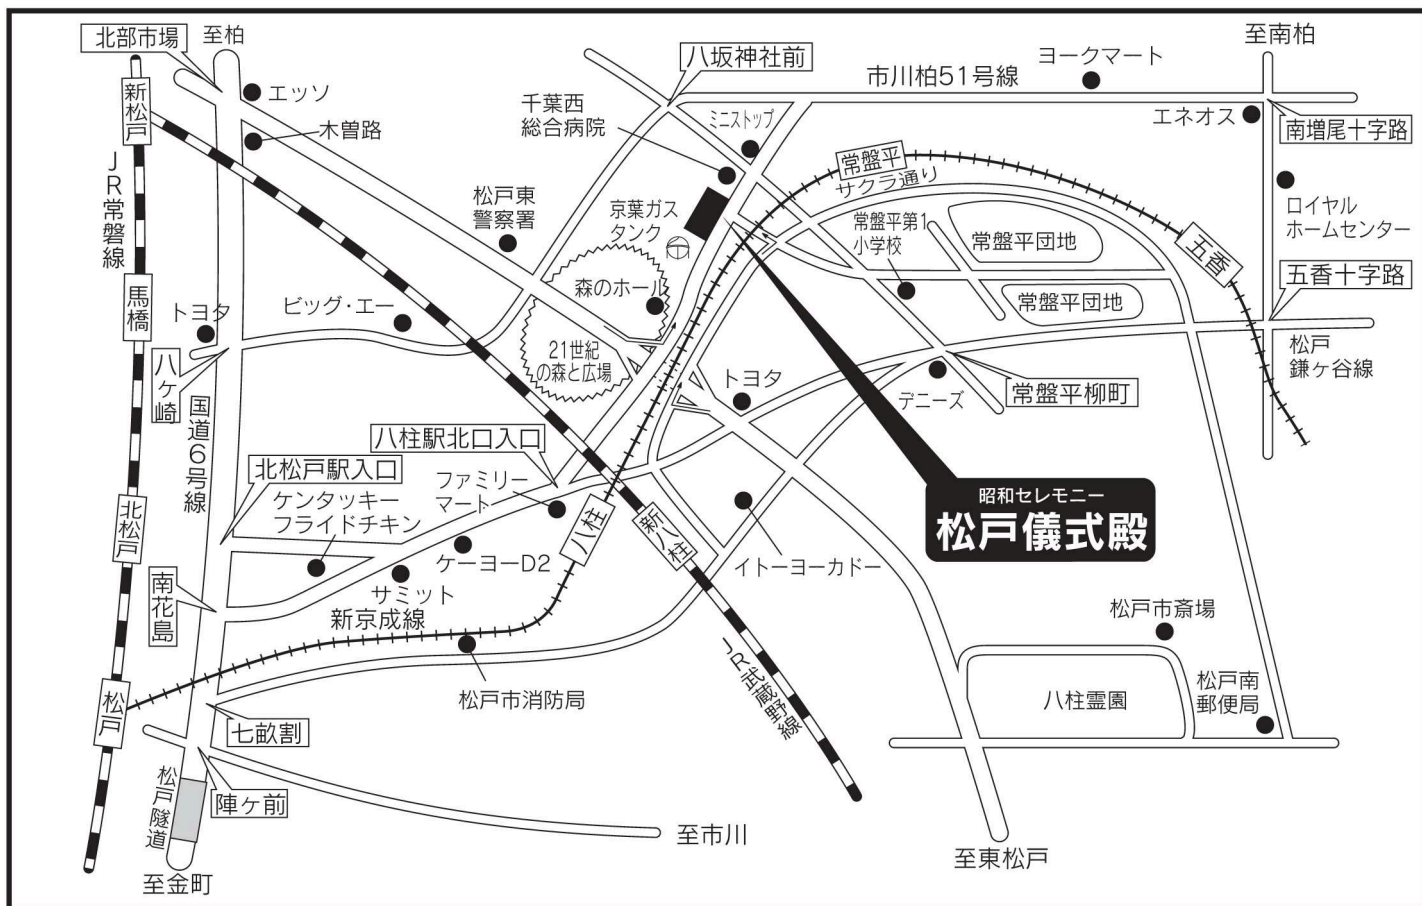 北部市場
至柏
エッソ
木曽路
新松戸
JR常磐線
馬橋
トヨタ
八ヶ崎
国道6号線
北松戸
北松戸駅入口
ケンタッキー
フライドチキン
南花島
松戸
七畝割
陣ヶ前
松戸隧道
至金町
八坂神社前
千葉西
総合病院
ミニストップ
市川柏51号線
ヨークマート
至南柏
エネオス
南増尾十字路
ロイヤル
ホームセンター
五香十字路
松戸
鎌ヶ谷線
松戸東
警察署
京葉ガス
タンク
森のホール
21世紀
の森と広場
ビッグ・エー
常盤平
サクラ通り
常盤平第1
小学校
常盤平団地
常盤平団地
五香
トヨタ
デニーズ
常盤平柳町
八柱駅北口入口
ファミリー
マート
ケーヨーD2
サミット
新京成線
八柱
新八柱
イトーヨーカドー
昭和セレモニー
松戸儀式殿
松戸市消防局
JR武蔵野線
松戸市斎場
八柱霊園
松戸南
郵便局
至市川
至東松戸